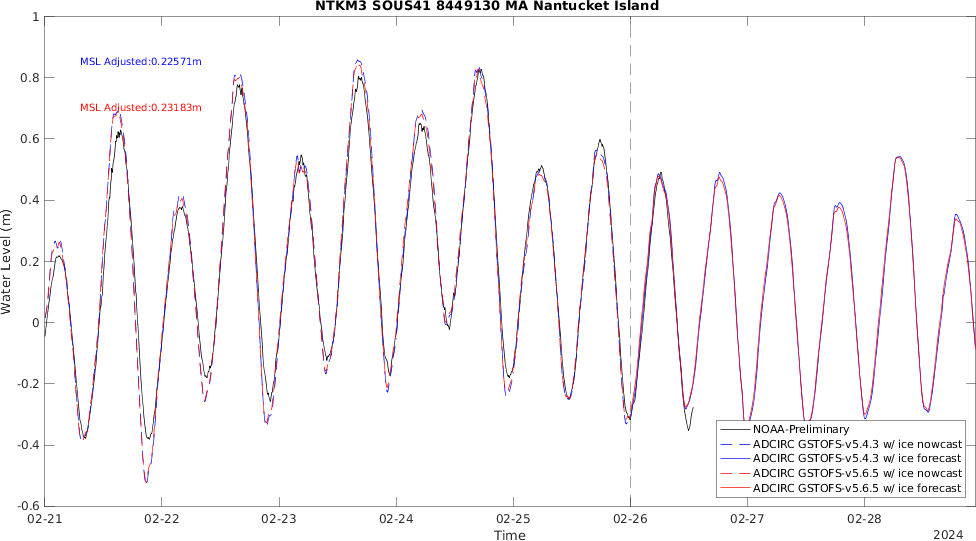 NTKM3 SOUS41 8449130 MA Nantucket Island
1
0.8
0.6
0.4
0.2
0
-0.2
-0.4
-0.6
Water Level (m)
MSL Adjusted:0.22571m
MSL Adjusted:0.23183m
NOAA-Preliminary
ADCIRC GSTOFS-v5.4.3 w/ ice nowcast
ADCIRC GSTOFS-v5.4.3 w/ ice forecast
ADCIRC GSTOFS-v5.6.5 w/ ice nowcast
ADCIRC GSTOFS-v5.6.5 w/ ice forecast
02-21 02-22 02-23 02-24 02-25 02-26 02-27 02-28
Time
2024